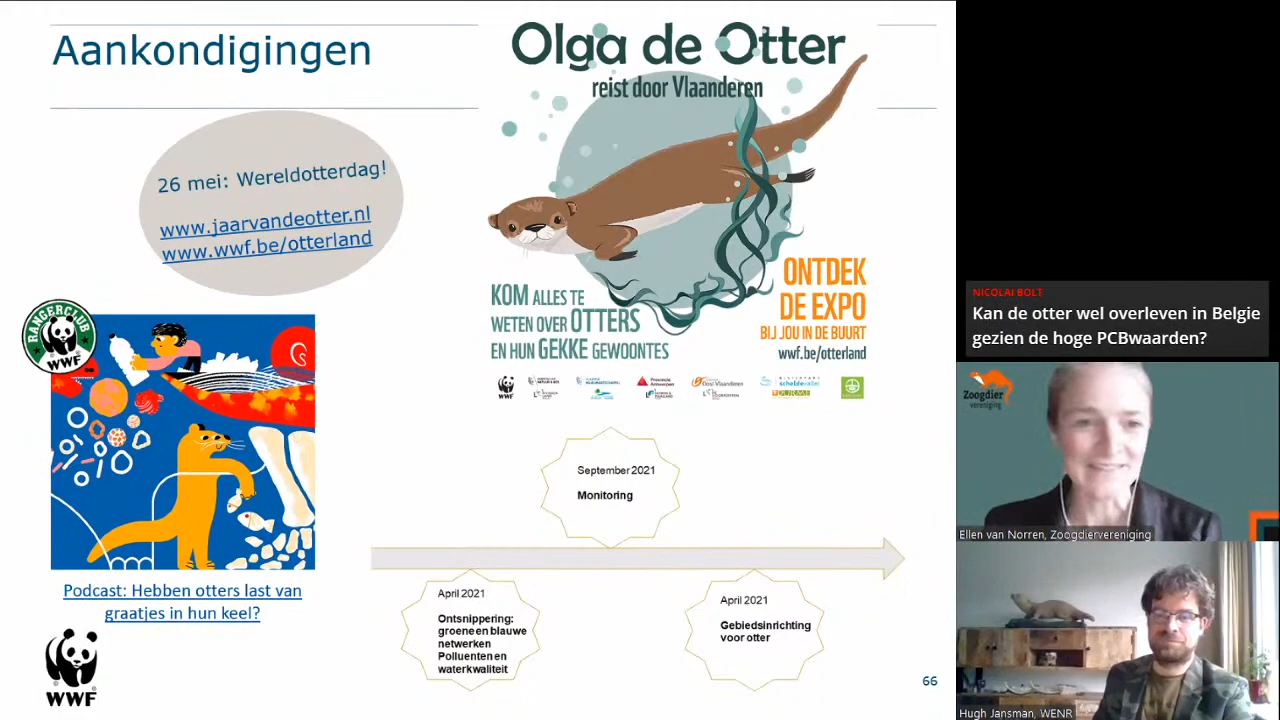 Aankondigingen
Olga de Otter
reist door Vlaanderen
26 mei: Wereldotterdag!
www.jaarvandeotter.nl
www.wwf.be/otterland
KOM ALLES TE
WETEN OVER OTTERS
EN HUN GEKKE GEWOONTES
ONTDEK
DE EXPO
BIJ JOU IN DE BUURT
wwf.be/otterland
RANGERCLUB
WWF
Podcast: Hebben otters last van
graatjes in hun keel?
WWF
September 2021
Monitoring
April 2021
Ontsnippering:
groene en blauwe
netwerken
Polluenten en
waterkwaliteit
April 2021
Gebiedsinrichting
voor otter
66
NICOLAI BOLT
Kan de otter wel overleven in Belgie
gezien de hoge PCBwaarden?
Zoogdier
vereniging
Ellen van Norren, Zoogdiervereniging
Hugh Jansman, WENR